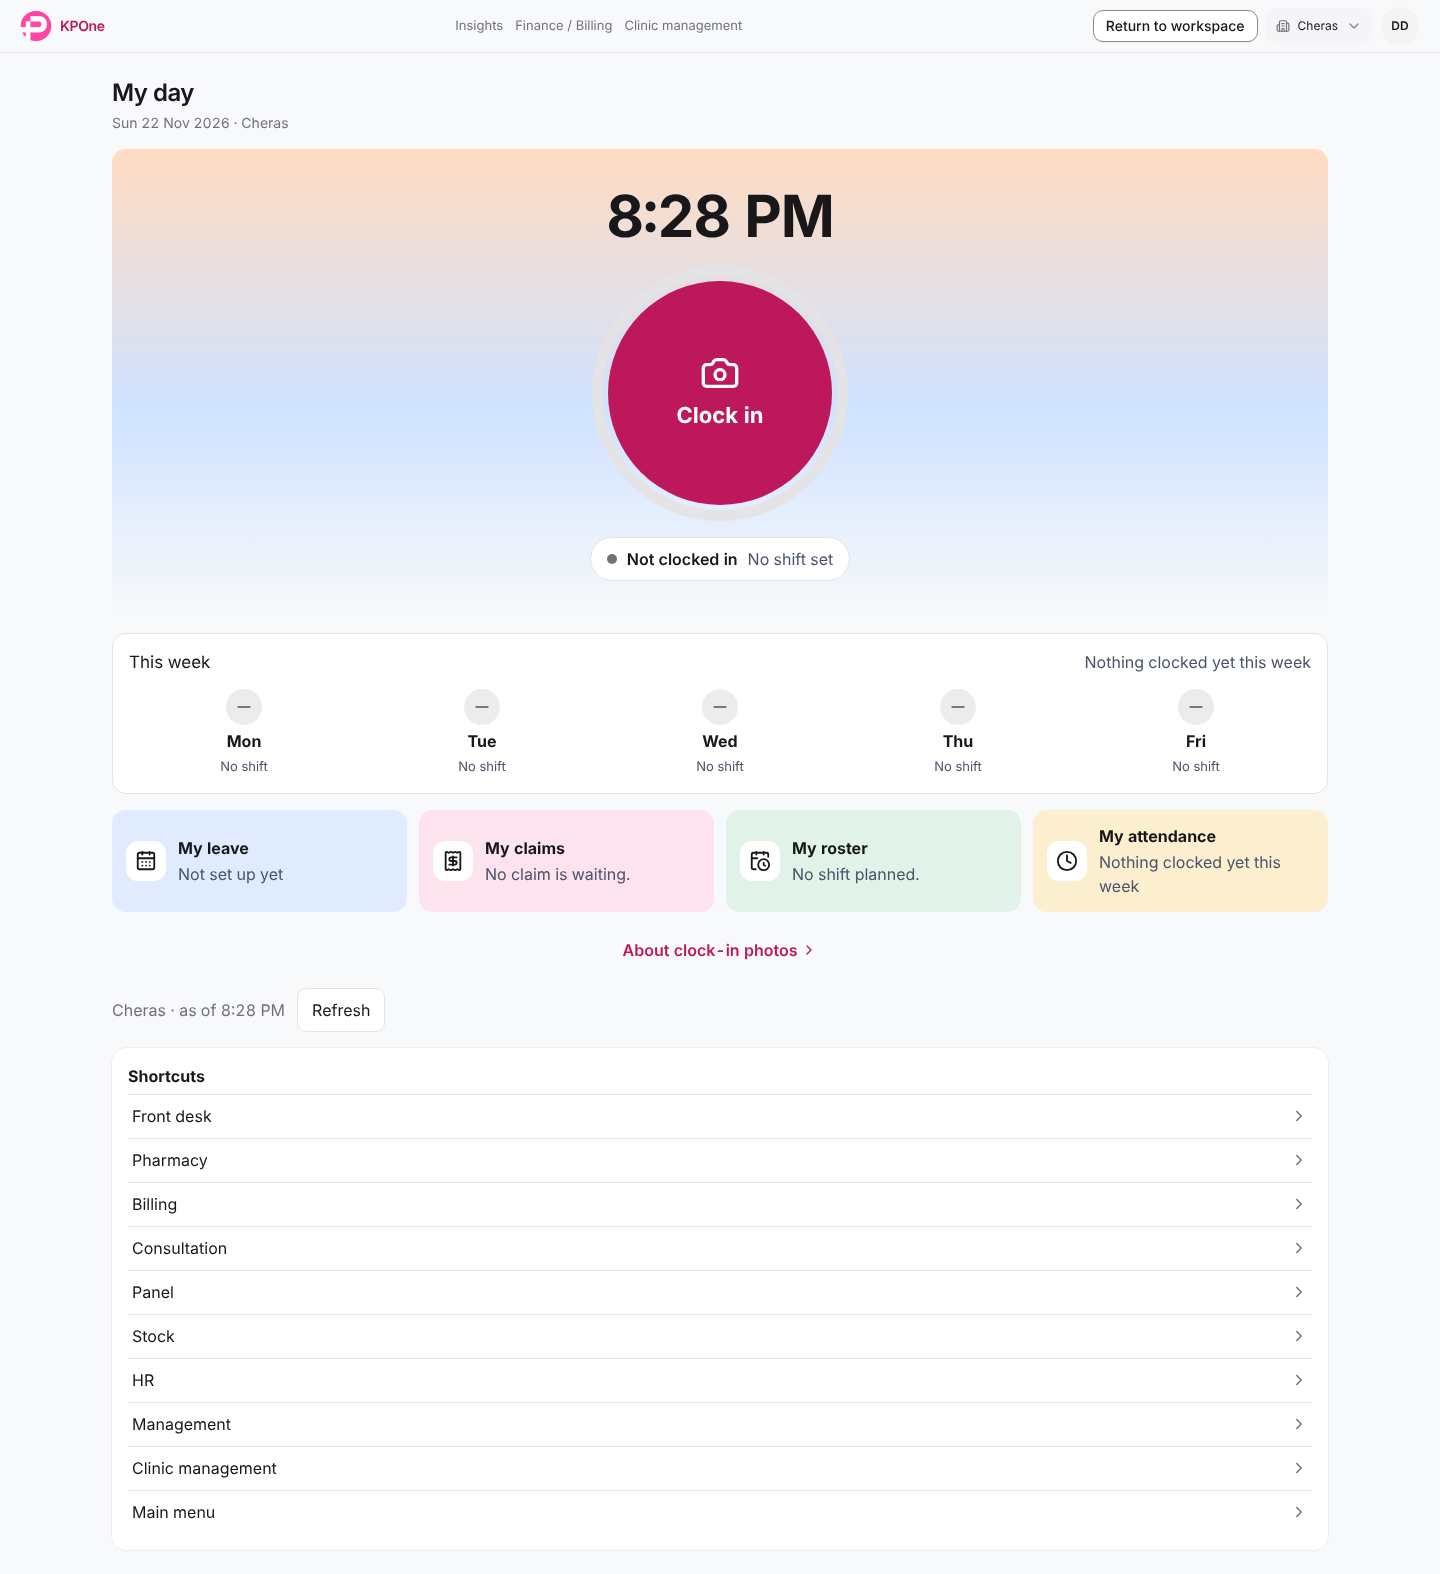 KPOne
Insights
Finance / Billing
Clinic management
Return to workspace
Cheras
DD
My day
Sun 22 Nov 2026 · Cheras
8:28 PM
Clock in
Not clocked in No shift set
This week
Nothing clocked yet this week
Mon
No shift
Tue
No shift
Wed
No shift
Thu
No shift
Fri
No shift
My leave
Not set up yet
My claims
No claim is waiting.
My roster
No shift planned.
My attendance
Nothing clocked yet this
week
About clock-in photos
Cheras · as of 8:28 PM
Refresh
Shortcuts
Front desk
Pharmacy
Billing
Consultation
Panel
Stock
HR
Management
Clinic management
Main menu